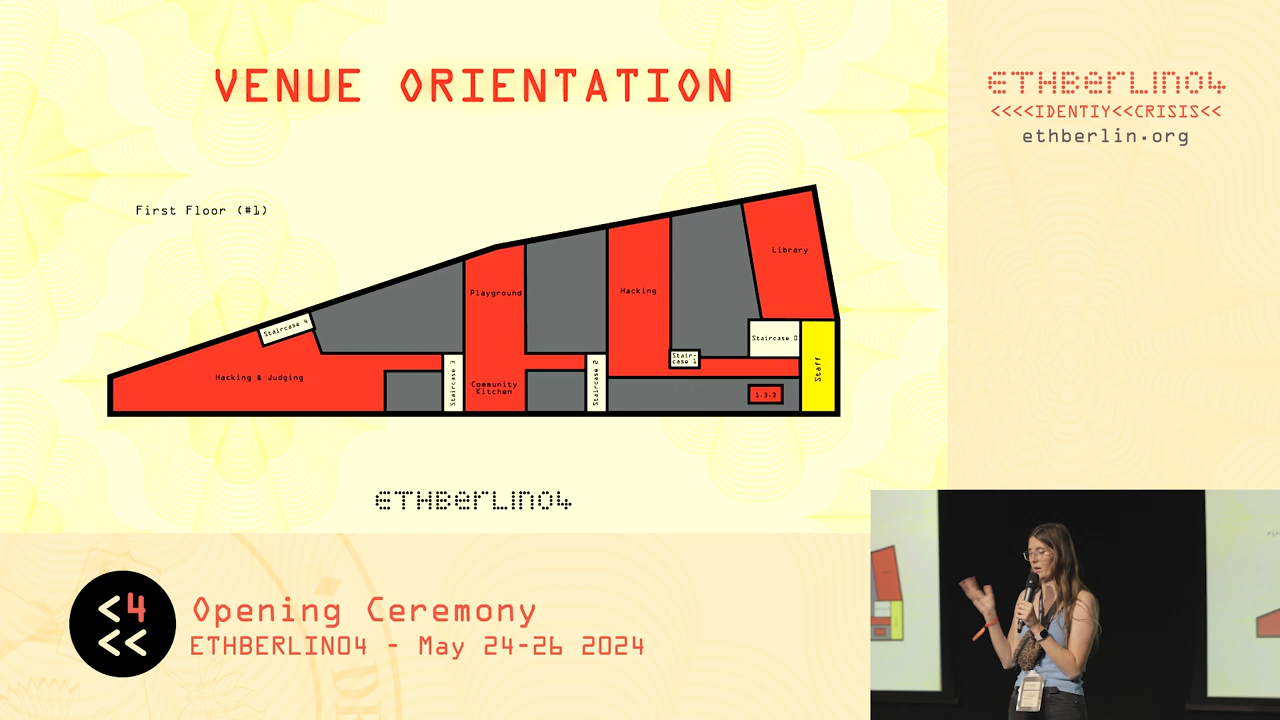 VENUE ORIENTATION
ETHBERLIN04
<<<<IDENTIY<<CRISIS<<
ethberlin.org
First Floor (#1)
Library
Playground
Hacking
Staircase 4
Staircase 0
Stair-
case 1
Hacking & Judging
Staircase 3
Community
Kitchen
Staircase 2
1.3.3
Staff
ETHBERLIN04
<4
<<
Opening Ceremony
ETHBERLIN04 - May 24-26 2024